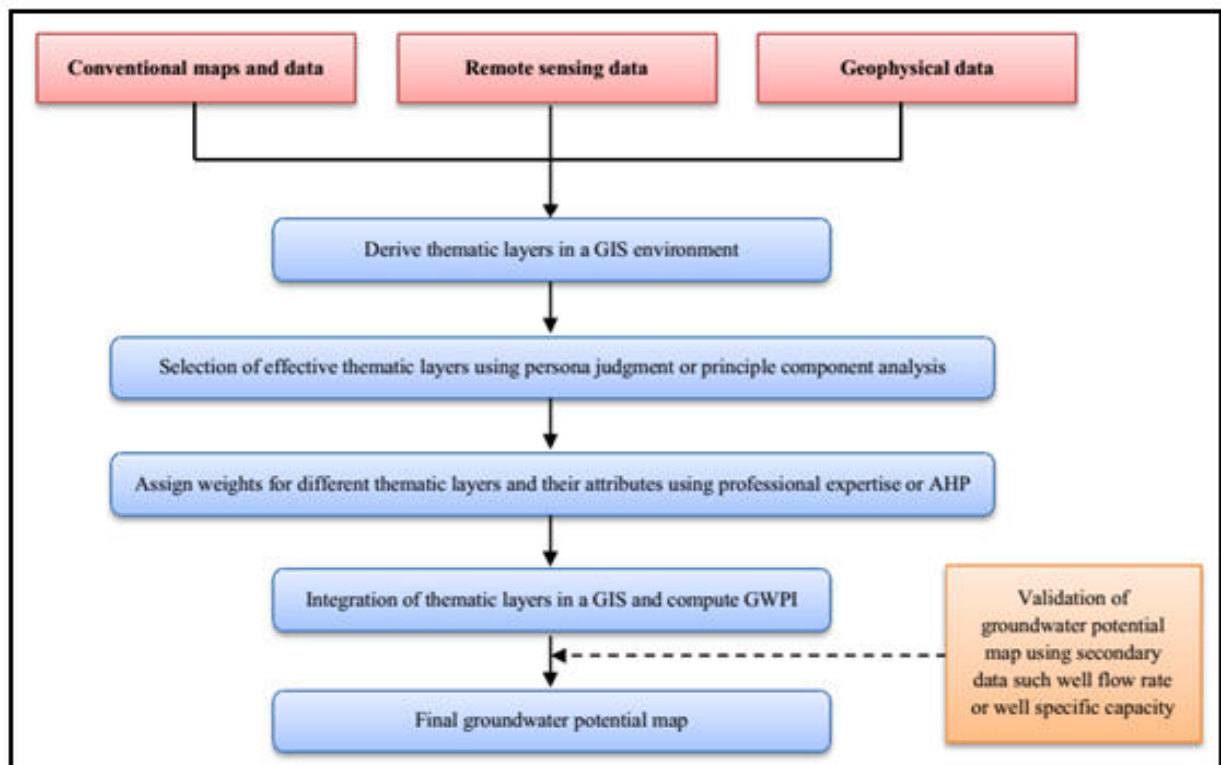 Conventional maps and data
Remote sensing data
Geophysical data
Derive thematic layers in a GIS environment
Selection of effective thematic layers using persona judgment or principle component analysis
Assign weights for different thematic layers and their attributes using professional expertise or AHP
Integration of thematic layers in a GIS and compute GWPI
Validation of
groundwater potential
map using secondary
data such well flow rate
or well specific capacity
Final groundwater potential map